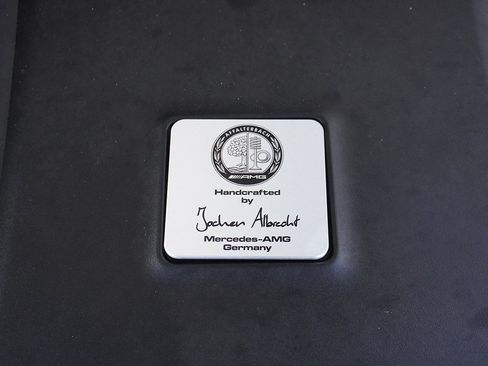 AFFALTERBACH
AMG
Handcrafted
by
Jochen Albrecht
Mercedes-AMG
Germany